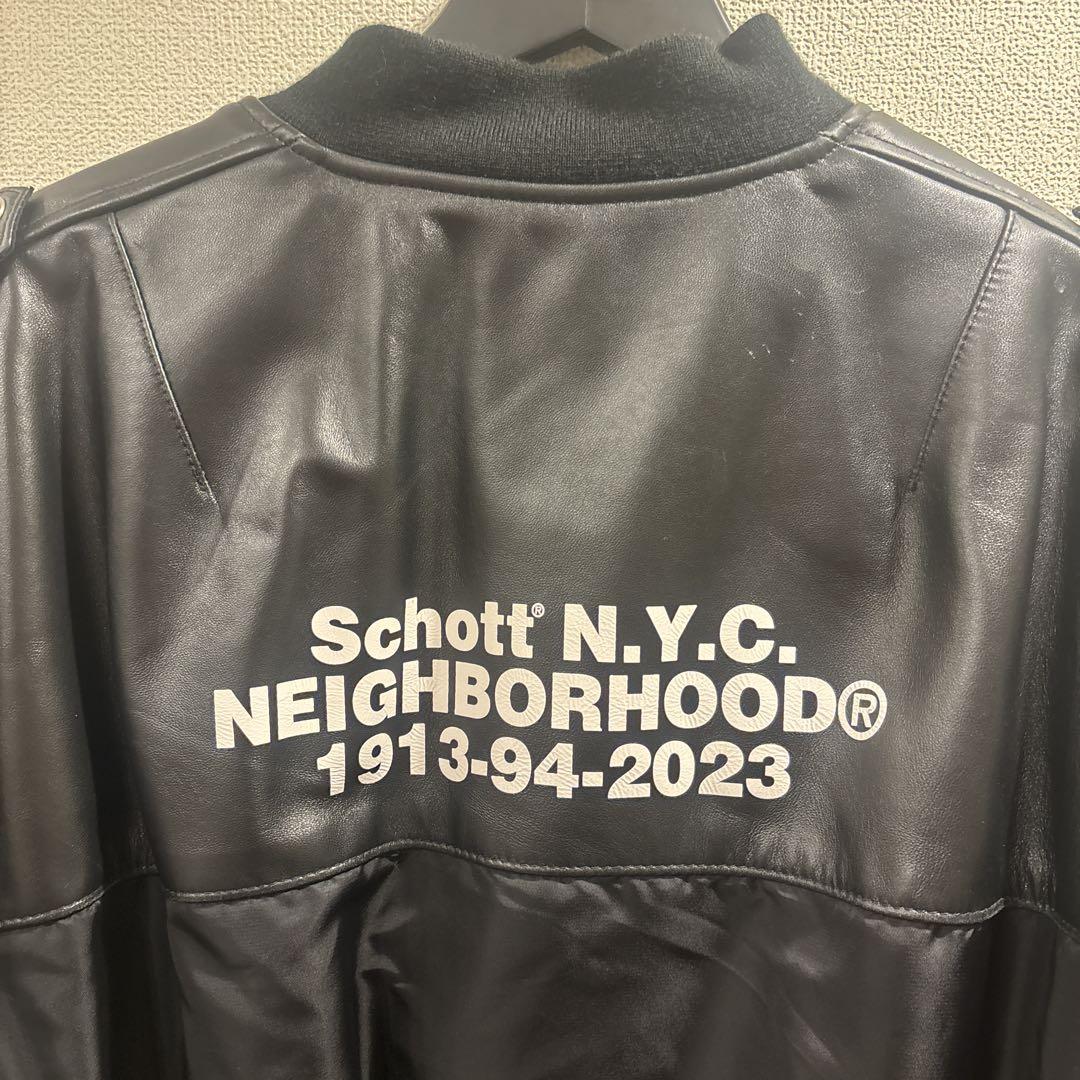 Schott® N.Y.C.
NEIGHBORHOOD®
1913-94-2023